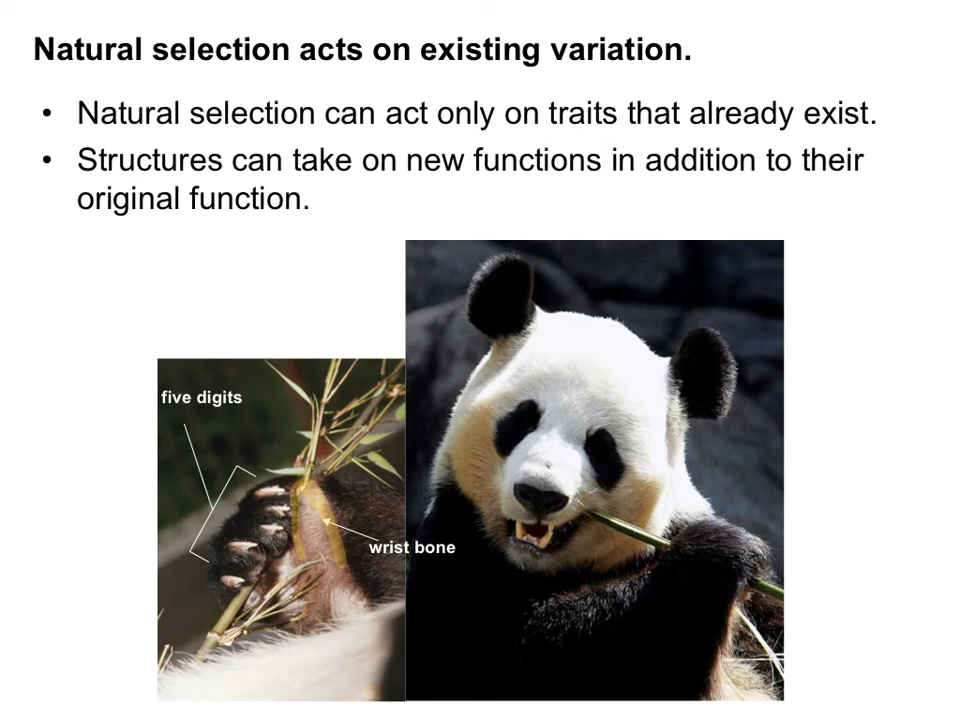 Natural selection acts on existing variation.
• Natural selection can act only on traits that already exist.
• Structures can take on new functions in addition to their
original function.
five digits
wrist bone